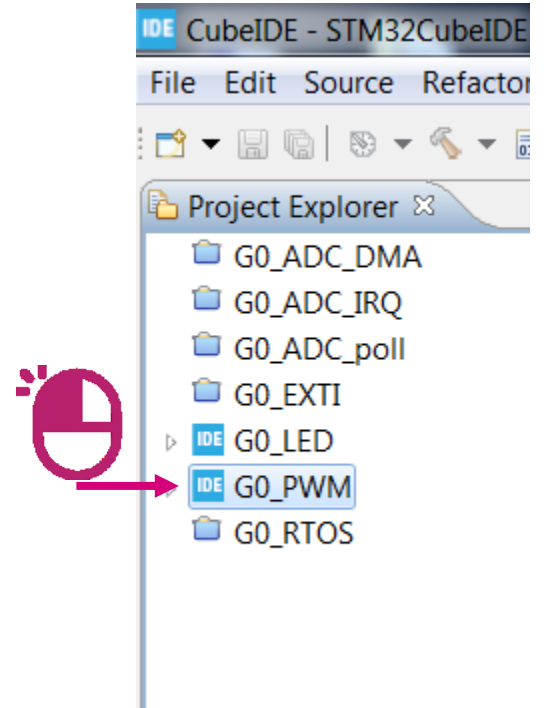 IDE CubeIDE - STM32CubeIDE
File Edit Source Refactor
Project Explorer
G0_ADC_DMA
G0_ADC_IRQ
G0_ADC_poll
G0_EXTI
IDE G0_LED
IDE G0_PWM
G0_RTOS